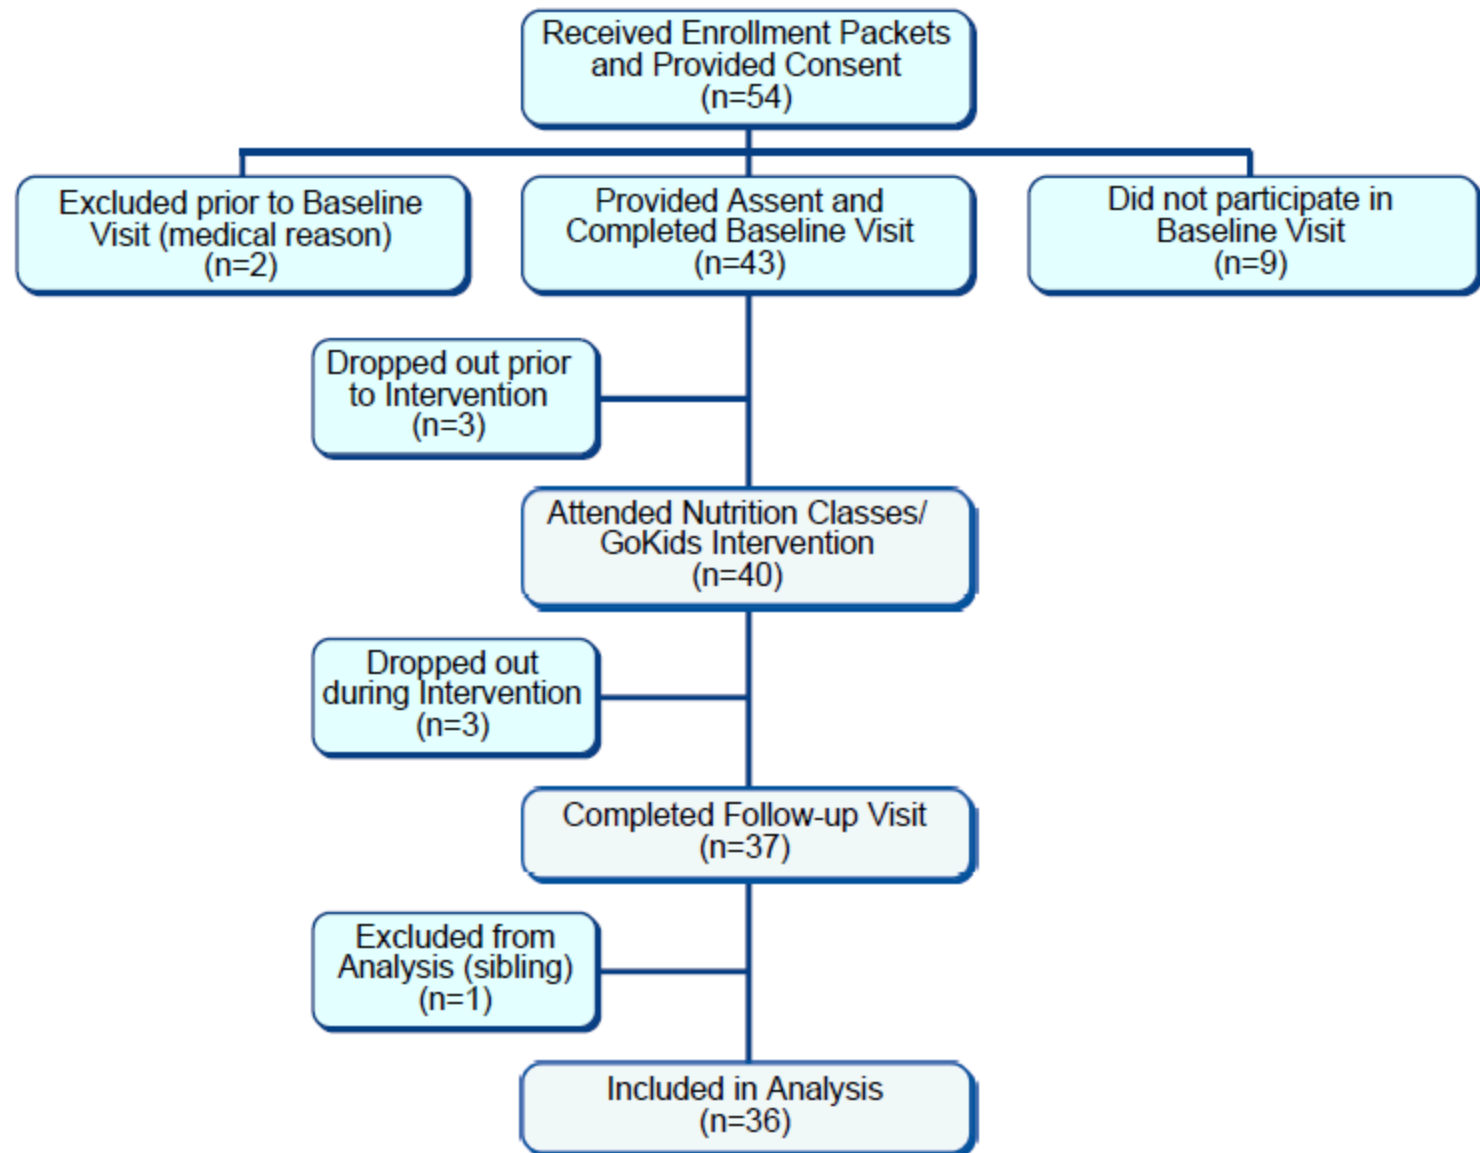 Received Enrollment Packets
and Provided Consent
(n=54)
Excluded prior to Baseline
Visit (medical reason)
(n=2)
Provided Assent and
Completed Baseline Visit
(n=43)
Did not participate in
Baseline Visit
(n=9)
Dropped out prior
to Intervention
(n=3)
Attended Nutrition Classes/
GoKids Intervention
(n=40)
Dropped out
during Intervention
(n=3)
Completed Follow-up Visit
(n=37)
Excluded from
Analysis (sibling)
(n=1)
Included in Analysis
(n=36)